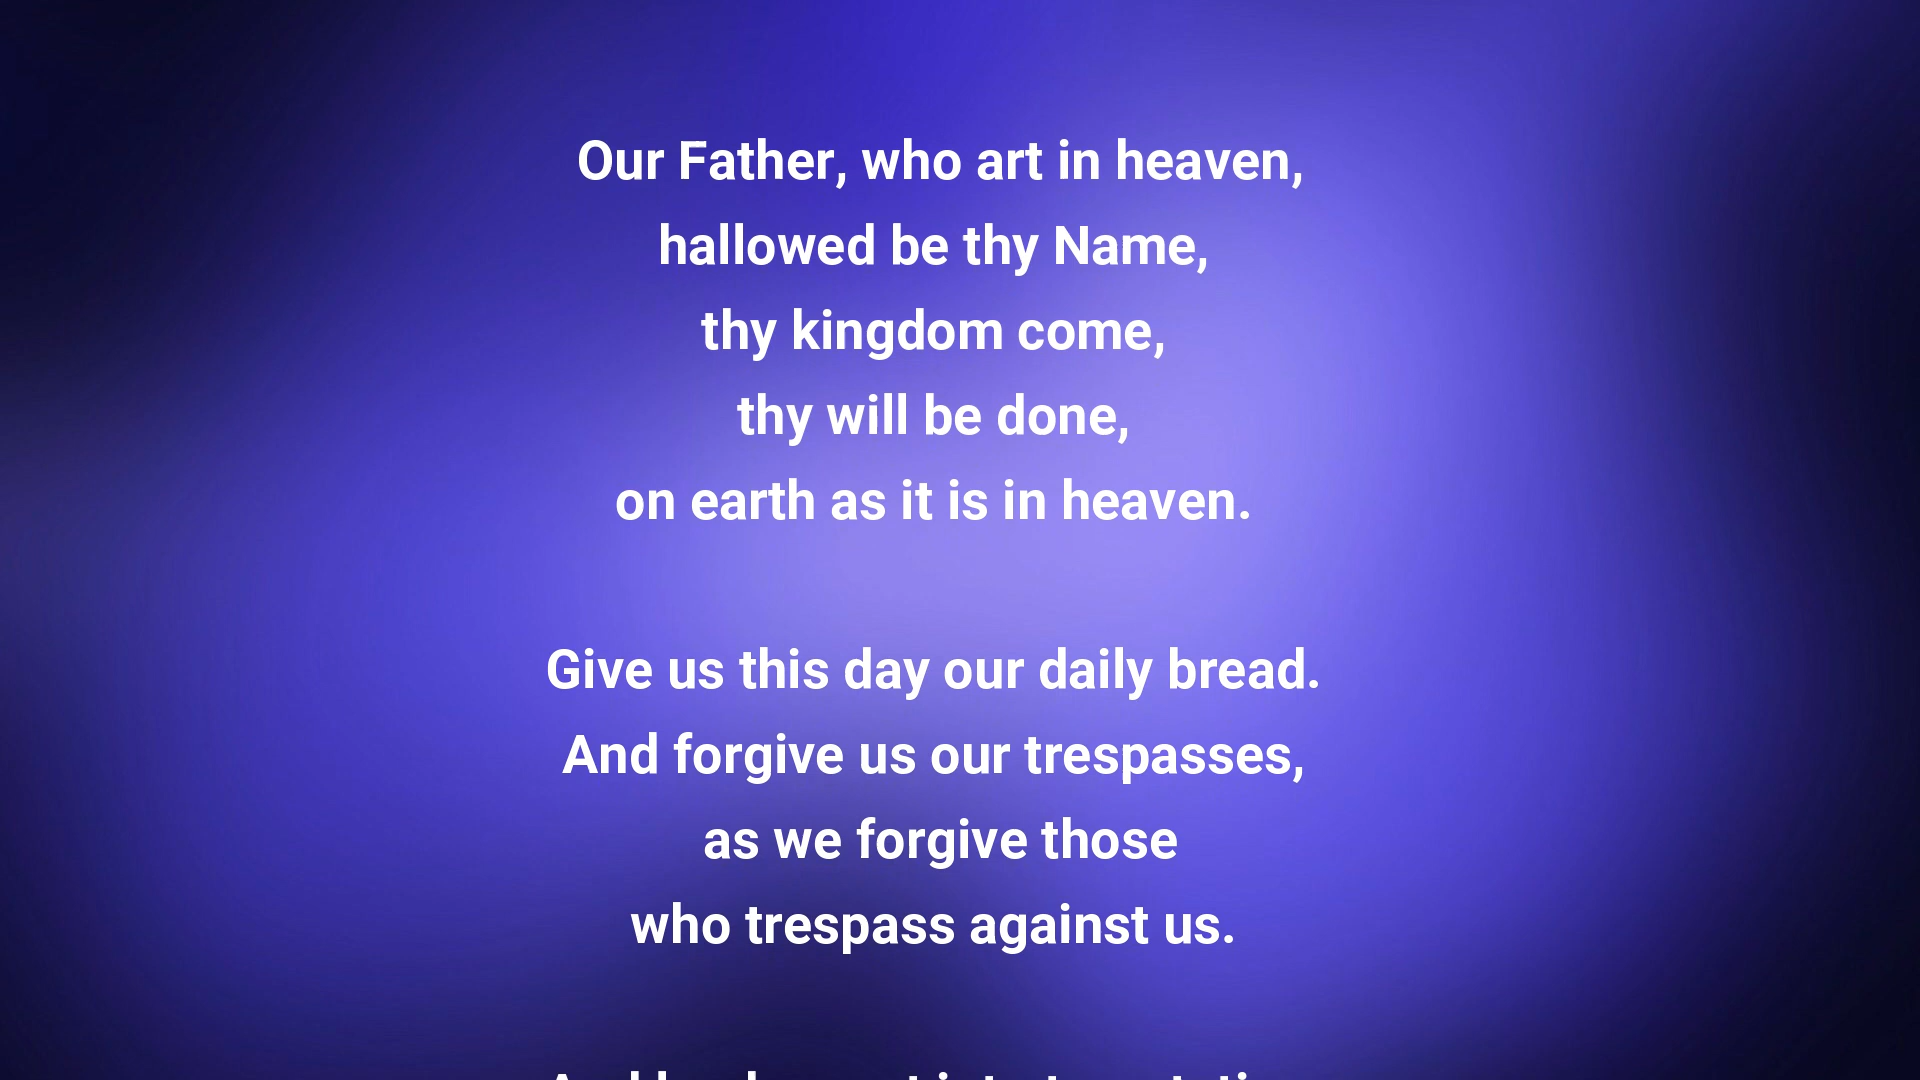 Our Father, who art in heaven,
hallowed be thy Name,
thy kingdom come,
thy will be done,
on earth as it is in heaven.
Give us this day our daily bread.
And forgive us our trespasses,
as we forgive those
who trespass against us.